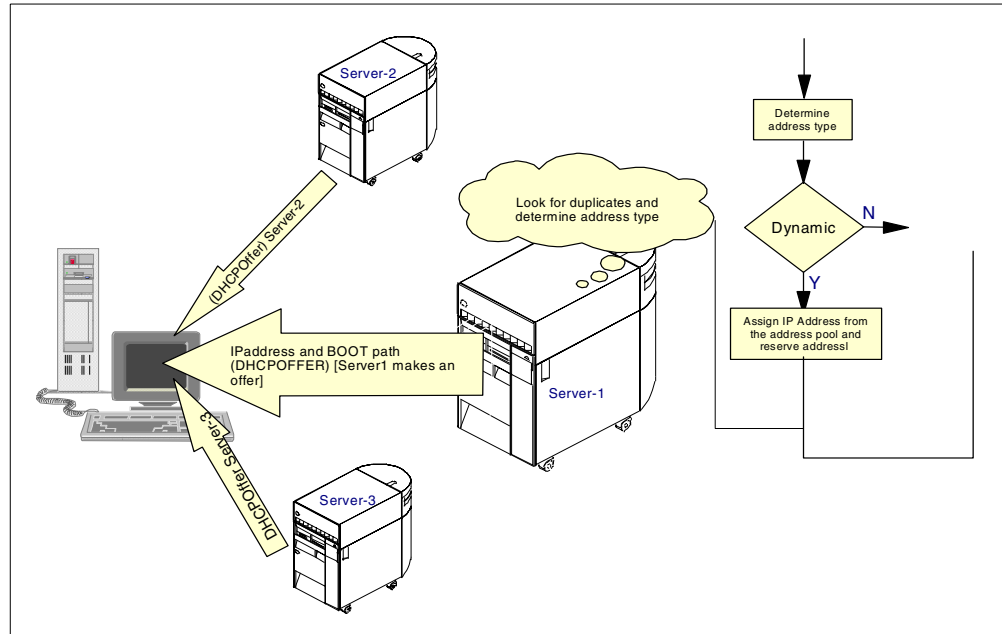 Server-2
Determine
address type
Look for duplicates and
determine address type
N
Dynamic
(DHCPOffer) Server-2
Y
Assign IP Address from
the address pool and
reserve addressl
IPaddress and BOOT path
(DHCPOFFER) [Server1 makes an
offer]
Server-1
DHCPOffer Server-3
Server-3